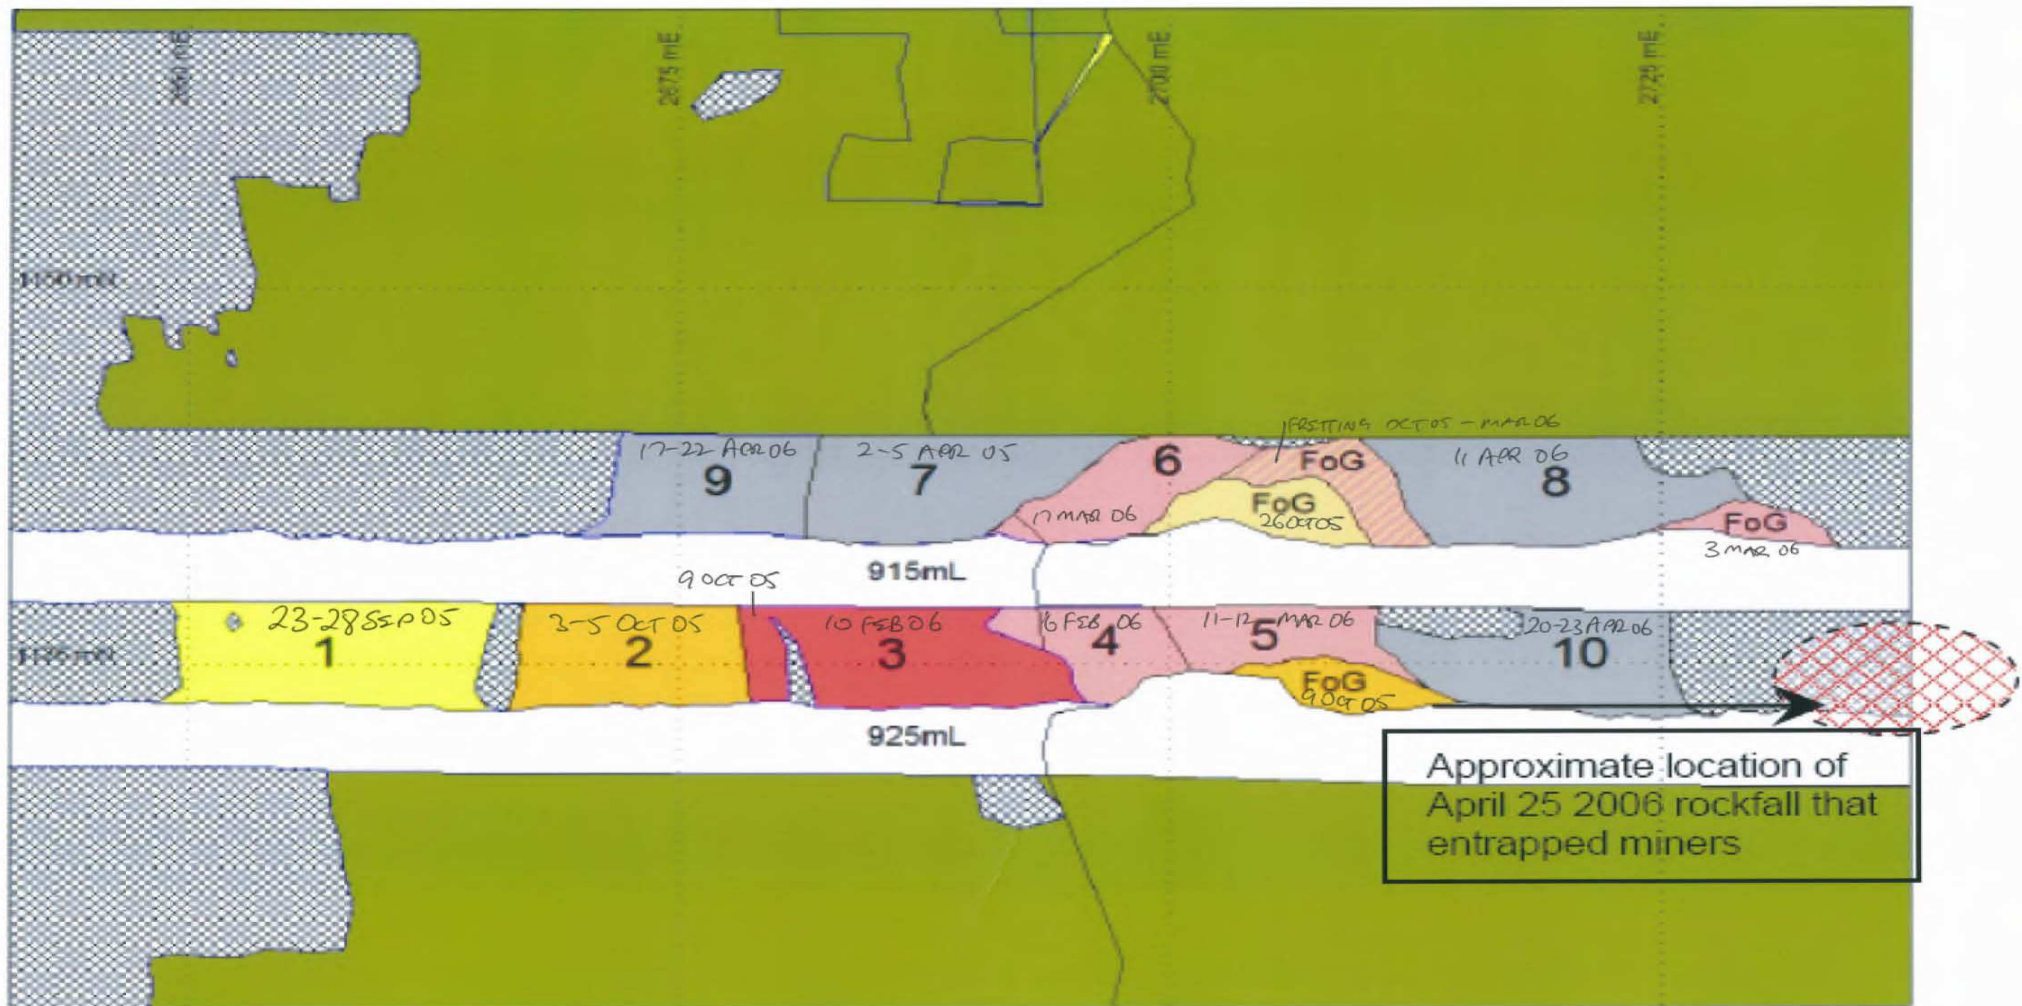 2675 mE
2700 mE
2725 mE
FRETTING OCT 05 - MAR 06
17-22 APR 06
9
2-5 APR 05
7
6
17 MAR 06
FoG
FoG
26 OCT 05
11 APR 06
8
FoG
3 MAR 06
915mL
9 OCT 05
23-28 SEP 05
1
3-5 OCT 05
2
10 FEB 06
3
6 FEB 06
4
11-12 MAR 06
5
FoG
9 OCT 05
20-23 APR 06
10
925mL
Approximate location of
April 25 2006 rockfall that
entrapped miners